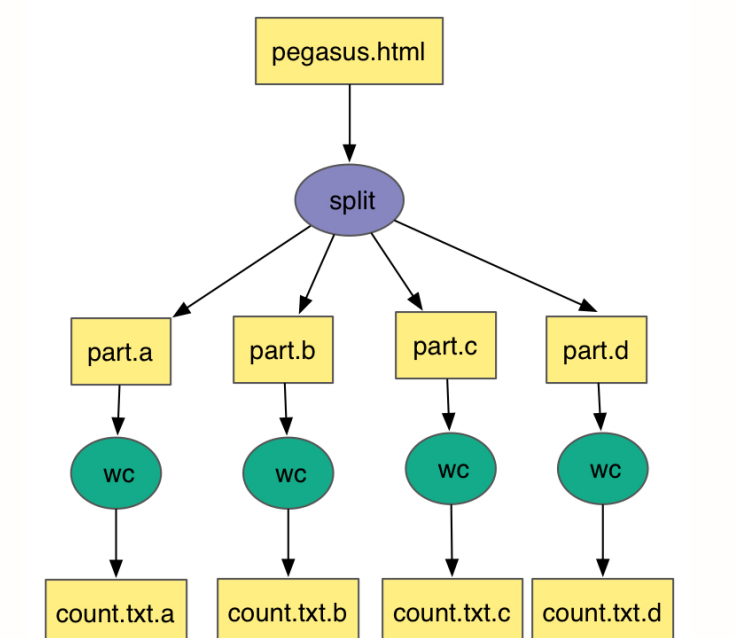 pegasus.html
split
part.a
part.b
part.c
part.d
wc
wc
wc
wc
count.txt.a
count.txt.b
count.txt.c
count.txt.d